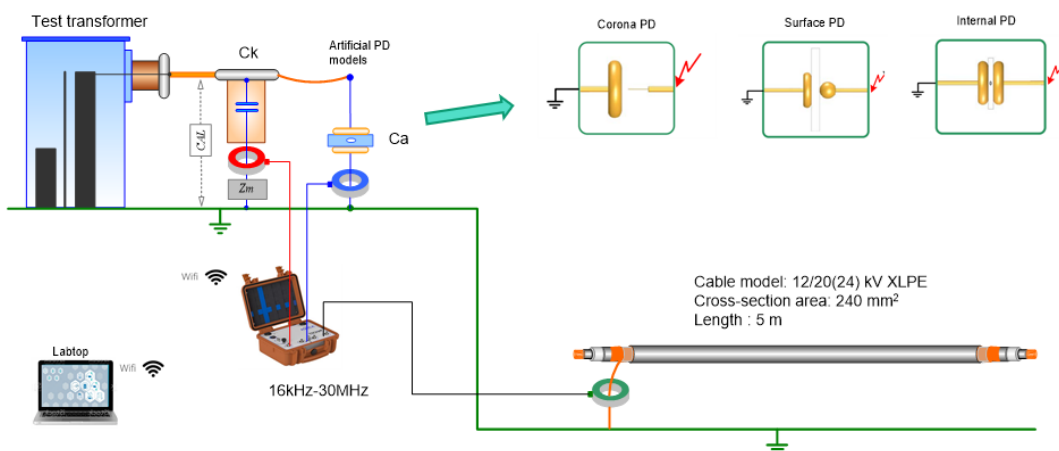 Test transformer
Ck
Artificial PD
models
Corona PD
Surface PD
Internal PD
CAL
Ca
Zm
Wifi
Cable model: 12/20(24) kV XLPE
Cross-section area: 240 mm²
Length : 5 m
Labtop
Wifi
16kHz-30MHz